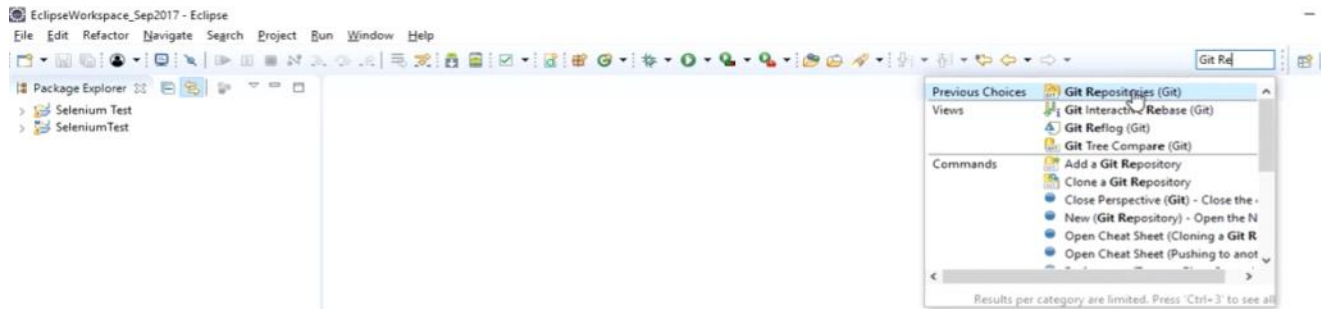 EclipseWorkspace_Sep2017 - Eclipse
File Edit Refactor Navigate Search Project Run Window Help
Git Re
Package Explorer
Selenium Test
SeleniumTest
Previous Choices Git Repositories (Git)
Views Git Interactive Rebase (Git)
Git Reflog (Git)
Git Tree Compare (Git)
Commands Add a Git Repository
Clone a Git Repository
Close Perspective (Git) - Close the
New (Git Repository) - Open the N
Open Cheat Sheet (Cloning a Git R
Open Cheat Sheet (Pushing to anot
Results per category are limited. Press 'Ctrl+3' to see all